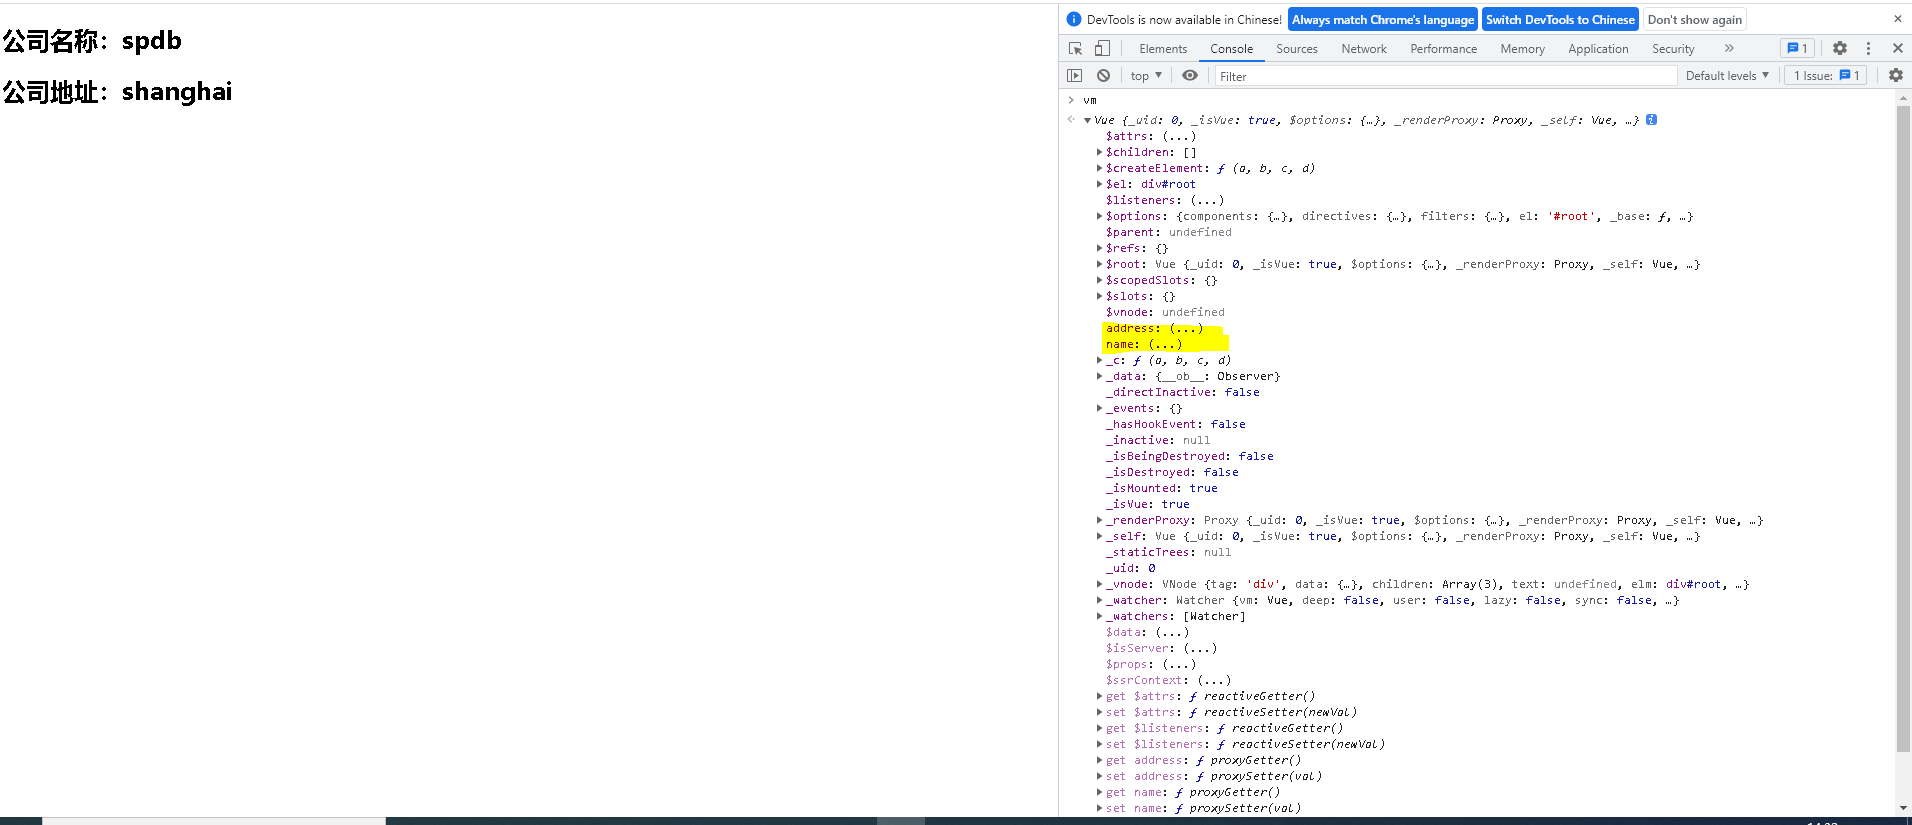 公司名称：spdb
公司地址：shanghai
DevTools is now available in Chinese! Always match Chrome's language Switch DevTools to Chinese Don't show again
Elements Console Sources Network Performance Memory Application Security 1
top Filter Default levels 1 Issue: 1
vm
Vue {_uid: 0, _isVue: true, $options: {…}, _renderProxy: Proxy, _self: Vue, …}
$attrs: (...)
$children: []
$createElement: ƒ (a, b, c, d)
$el: div#root
$listeners: (...)
$options: {components: {…}, directives: {…}, filters: {…}, el: '#root', _base: ƒ, …}
$parent: undefined
$refs: {}
$root: Vue {_uid: 0, _isVue: true, $options: {…}, _renderProxy: Proxy, _self: Vue, …}
$scopedSlots: {}
$slots: {}
$vnode: undefined
address: (...)
name: (...)
_c: ƒ (a, b, c, d)
_data: {__ob__: Observer}
_directInactive: false
_events: {}
_hasHookEvent: false
_inactive: null
_isBeingDestroyed: false
_isDestroyed: false
_isMounted: true
_isVue: true
_renderProxy: Proxy {_uid: 0, _isVue: true, $options: {…}, _renderProxy: Proxy, _self: Vue, …}
_self: Vue {_uid: 0, _isVue: true, $options: {…}, _renderProxy: Proxy, _self: Vue, …}
_staticTrees: null
_uid: 0
_vnode: VNode {tag: 'div', data: {…}, children: Array(3), text: undefined, elm: div#root, …}
_watcher: Watcher {vm: Vue, deep: false, user: false, lazy: false, sync: false, …}
_watchers: [Watcher]
$data: (...)
$isServer: (...)
$props: (...)
$ssrContext: (...)
get $attrs: ƒ reactiveGetter()
set $attrs: ƒ reactiveSetter(newVal)
get $listeners: ƒ reactiveGetter()
set $listeners: ƒ reactiveSetter(newVal)
get address: ƒ proxyGetter()
set address: ƒ proxySetter(val)
get name: ƒ proxyGetter()
set name: ƒ proxySetter(val)